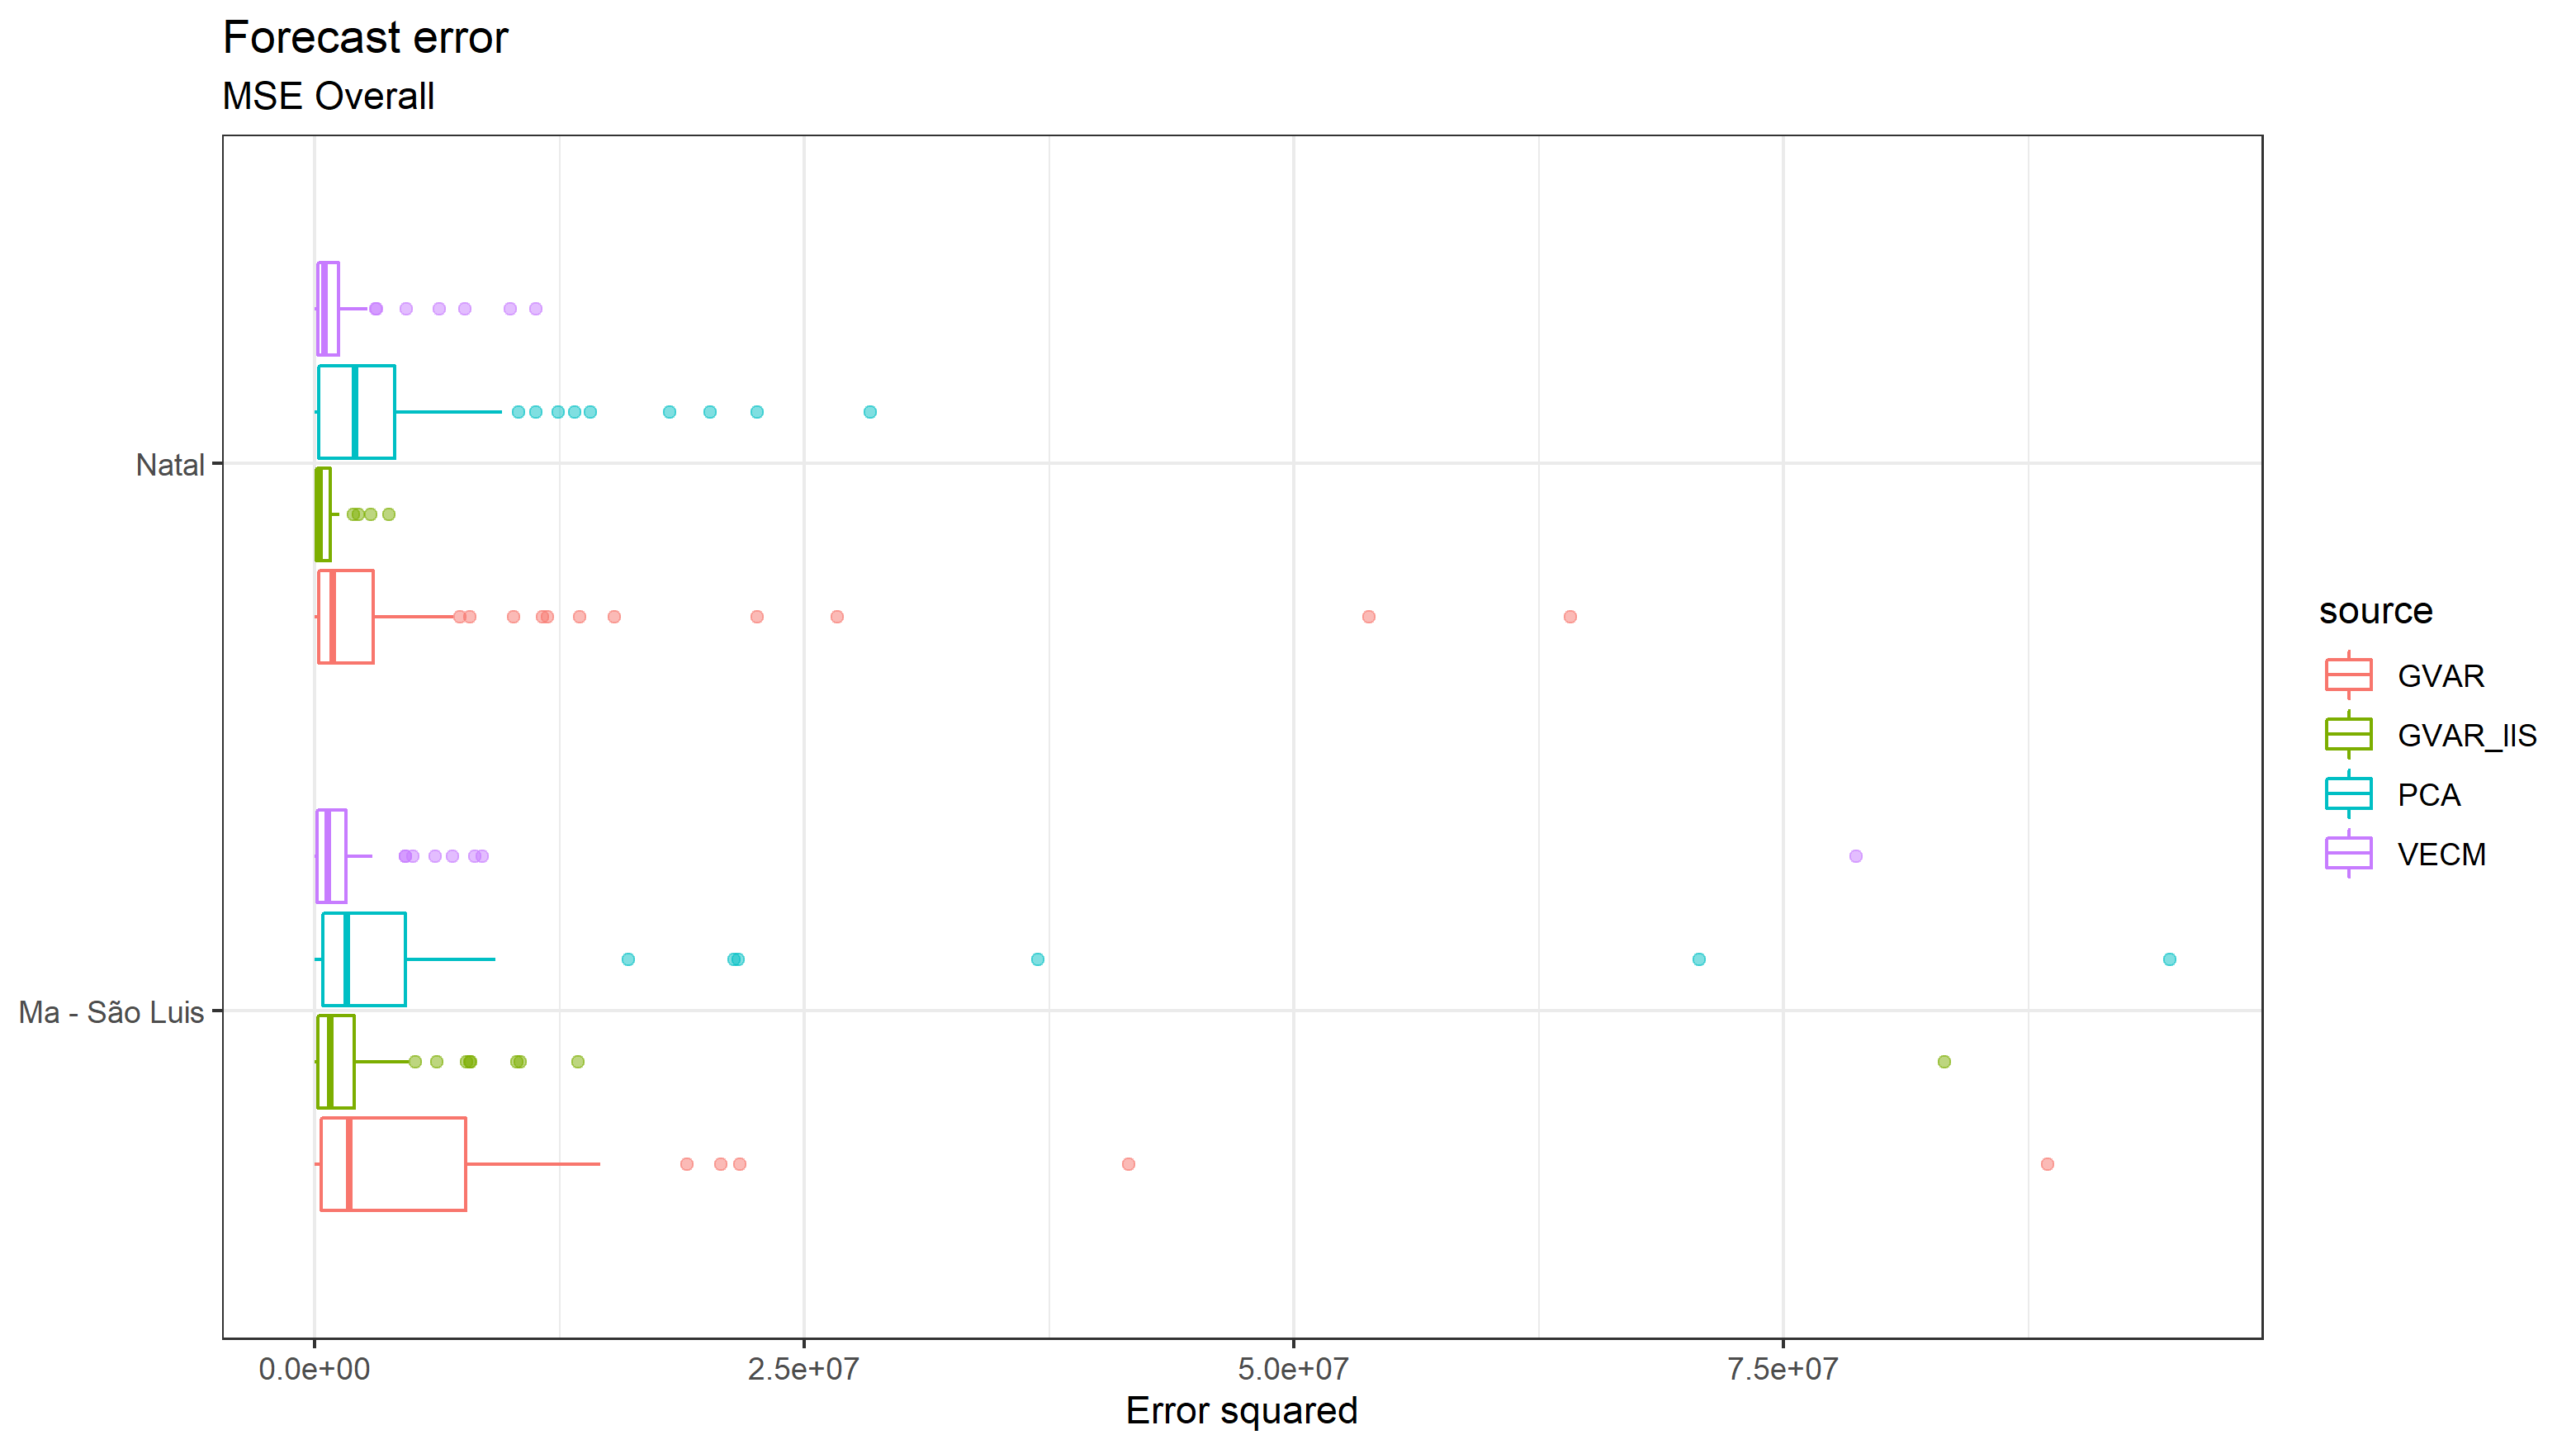 Forecast error
MSE Overall
Natal
Ma - São Luis
0.0e+00
2.5e+07
5.0e+07
7.5e+07
Error squared
source
GVAR
GVAR_IIS
PCA
VECM